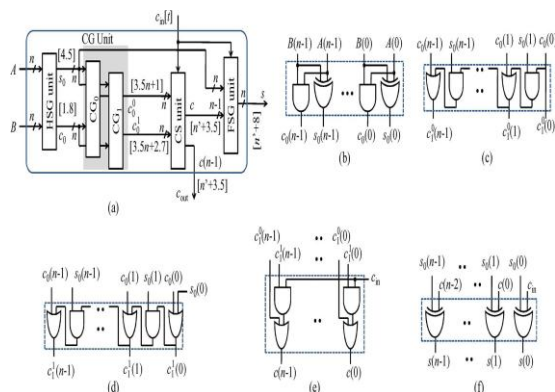 CG Unit
c_in[t]
n [4.5] n n
A s_0
HSG unit
CG_0
CG_1
CS unit
FSG unit
[3.5n+1]
c_0^0 n
c n-1
n s
[n'+3.5]
[n'+8]
[1.8]
B n c_0 n
c_0^1
[3.5n+2.7] n
c(n-1)
c_out [n'+3.5]
(a)
B(n-1) A(n-1) B(0) A(0)
...
c_0(n-1) s_0(n-1) c_0(0) s_0(0)
(b)
c_0(n-1) s_0(n-1) c_0(1) s_0(1) c_0(0)
c_1^0(n-1) c_1^0(1) c_1^0(0)
(c)
c_0(n-1) s_0(n-1) c_0(1) s_0(1) c_0(0) s_0(0)
c_1^1(n-1) c_1^1(1) c_1^1(0)
(d)
c_1^0(n-1) c_1^0(0)
c_1^1(n-1) c_1^1(0)
c_in
c(n-1) c(0)
(e)
s_0(n-1) s_0(1) s_0(0)
c(n-2) c(0) c_in
s(n-1) s(1) s(0)
(f)